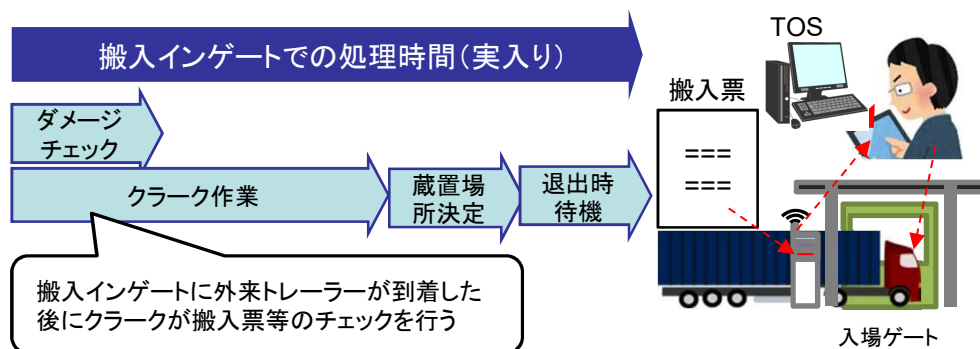 搬入インゲートでの処理時間(実入り)
ダメージ
チェック
クラーク作業
蔵置場
所決定
退出時
待機
搬入インゲートに外来トレーラーが到着した
後にクラークが搬入票等のチェックを行う
TOS
搬入票
===
===
入場ゲート